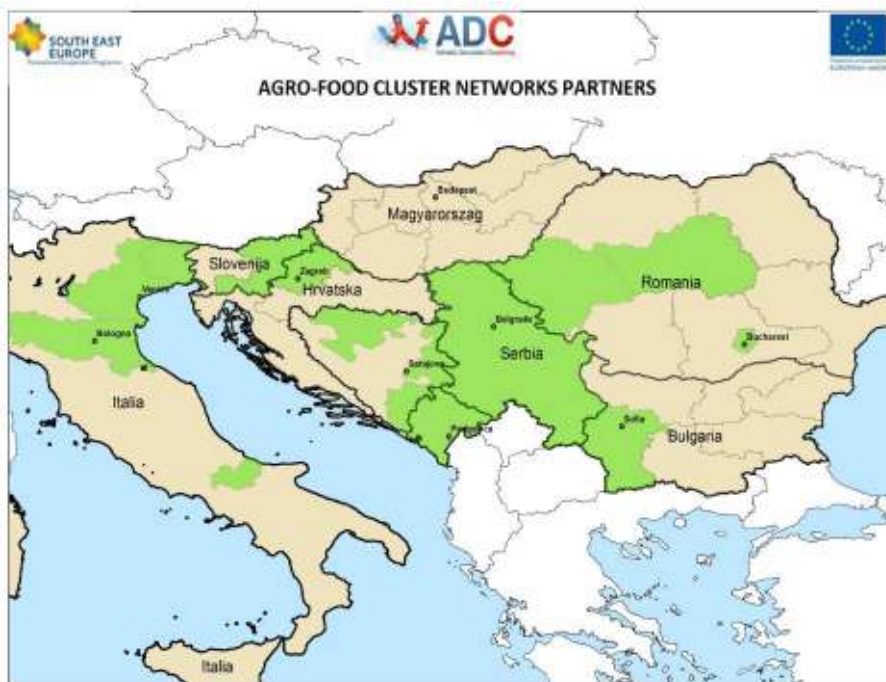 SOUTH EAST
EUROPE
ADC
AGRO-FOOD CLUSTER NETWORKS PARTNERS
Budapest
Magyarország
Slovenija
Zagreb
Hrvatska
Romania
Bologna
Belgrade
Bucharest
Sarajevo
Serbia
Italia
Sofia
Bulgaria
Italia